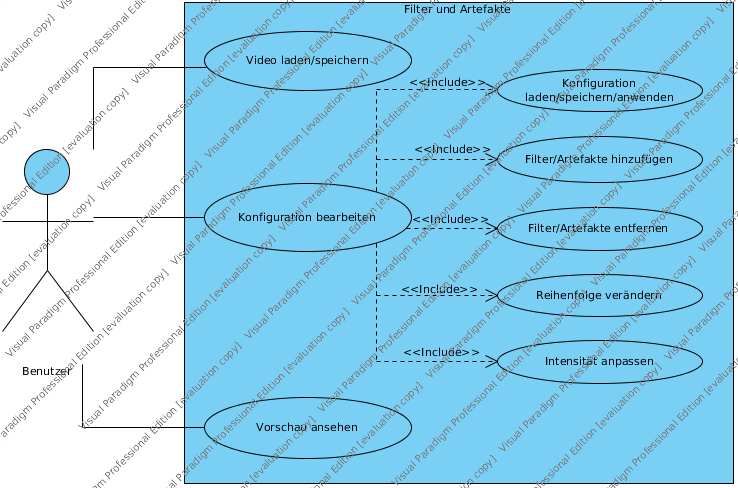 Filter und Artefakte
Video laden/speichern
<<Include>>
Konfiguration
laden/speichern/anwenden
<<Include>>
Filter/Artefakte hinzufügen
Konfiguration bearbeiten
<<Include>>
Filter/Artefakte entfernen
<<Include>>
Reihenfolge verändern
<<Include>>
Intensität anpassen
Benutzer
Vorschau ansehen
Visual Paradigm Professional Edition [evaluation copy]